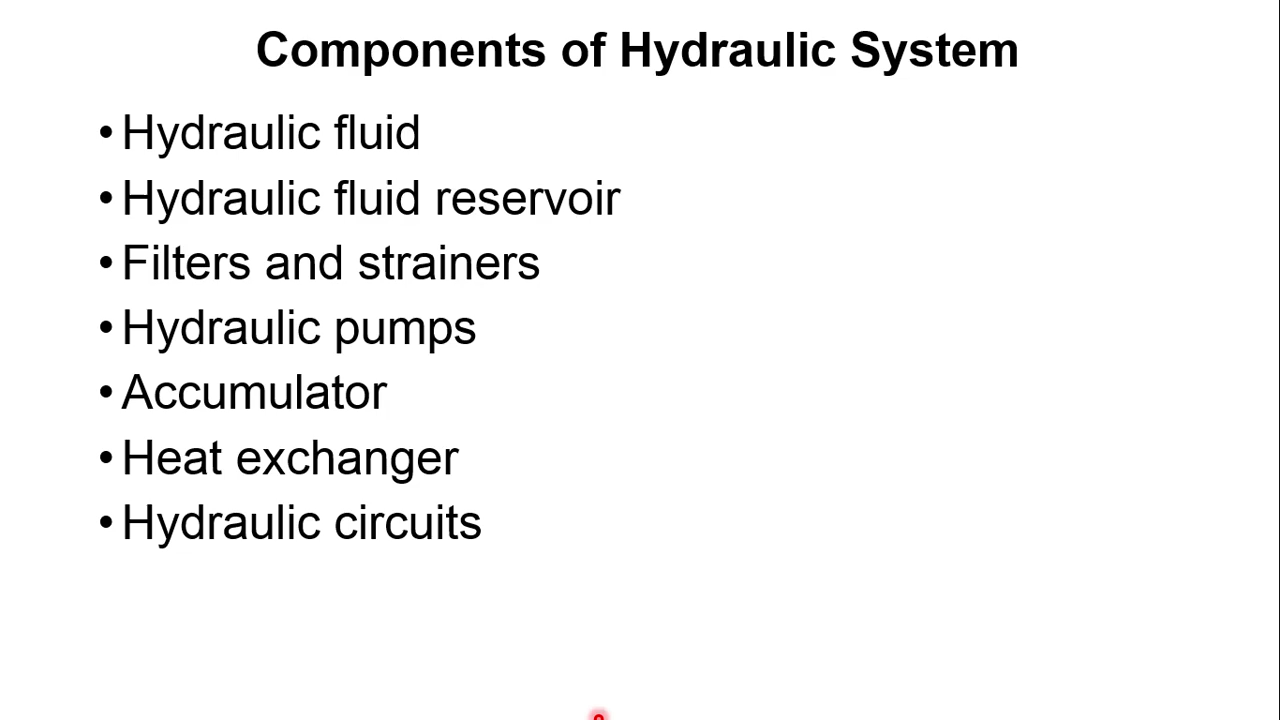 Components of Hydraulic System
• Hydraulic fluid
• Hydraulic fluid reservoir
• Filters and strainers
• Hydraulic pumps
• Accumulator
• Heat exchanger
• Hydraulic circuits